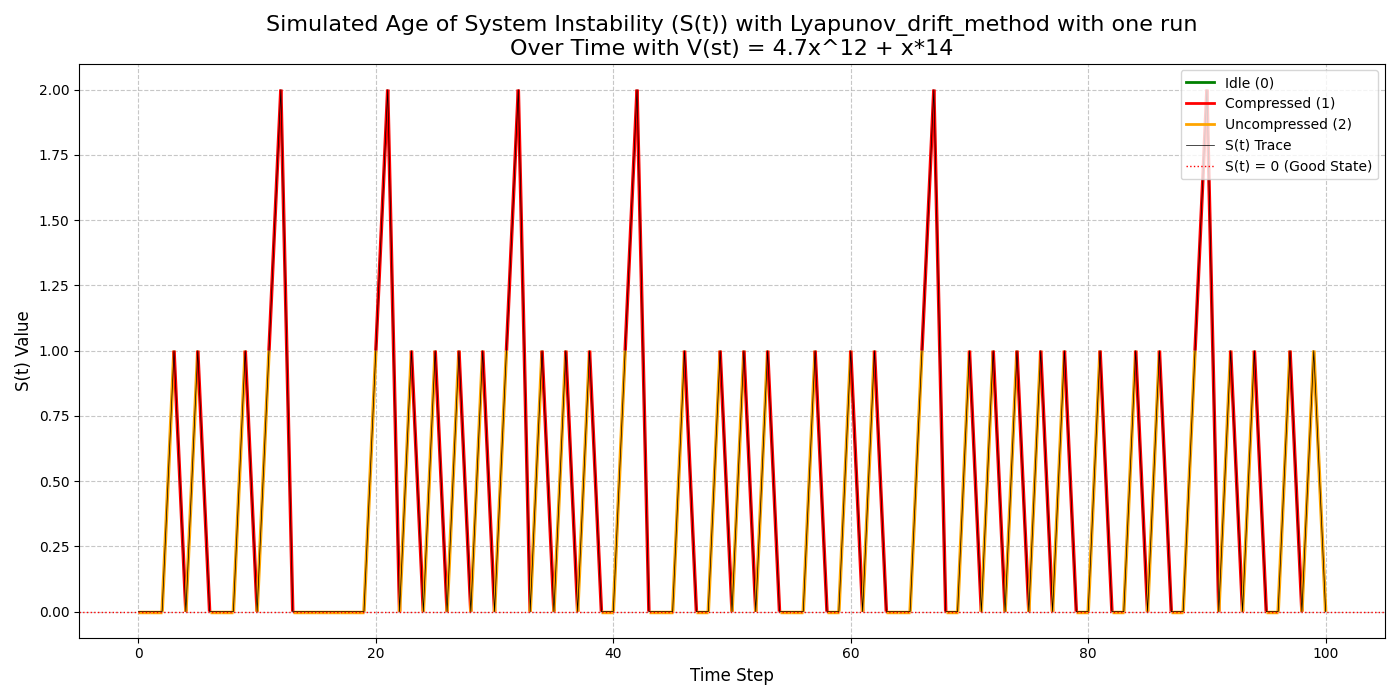 Simulated Age of System Instability (S(t)) with Lyapunov_drift_method with one run
Over Time with V(st) = 4.7x^12 + x*14
Idle (0)
Compressed (1)
Uncompressed (2)
S(t) Trace
S(t) = 0 (Good State)
S(t) Value
2.00
1.75
1.50
1.25
1.00
0.75
0.50
0.25
0.00
0 20 40 60 80 100
Time Step